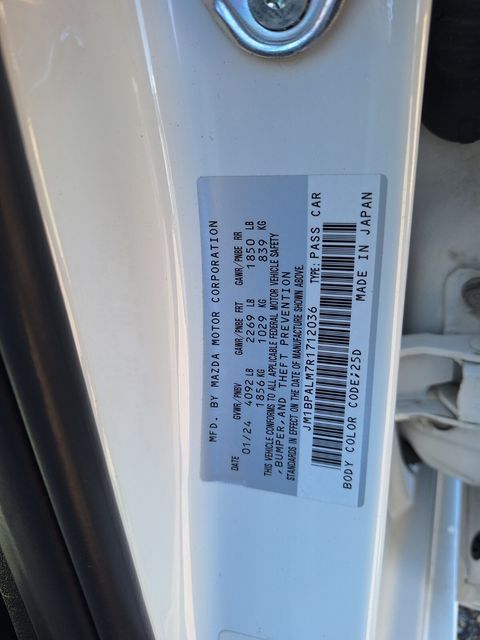 MFD. BY MAZDA MOTOR CORPORATION
DATE GVWR/PNBV GAWR/PNBE FRT GAWR/PNBE RR
01/24 4092 LB 2269 LB 1850 LB
1856 KG 1029 KG 839 KG
THIS VEHICLE CONFORMS TO ALL APPLICABLE FEDERAL MOTOR VEHICLE SAFETY
, BUMPER, AND THEFT PREVENTION
STANDARDS IN EFFECT ON THE DATE OF MANUFACTURE SHOWN ABOVE.
JM1BPALM7R1712036 TYPE: PASS CAR
BODY COLOR CODE:25D MADE IN JAPAN